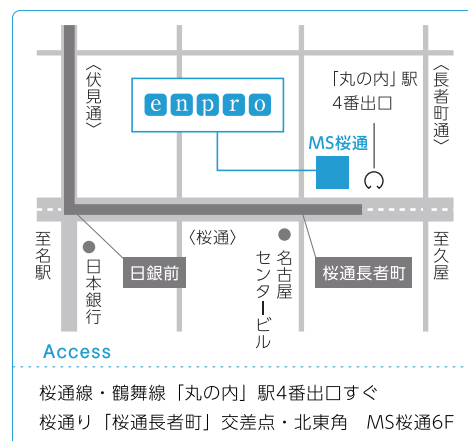 〈伏見通〉
enpro
「丸の内」駅
4番出口
〈長者町通〉
MS桜通
至名駅
日本銀行
日銀前
〈桜通〉
名古屋
センタービル
桜通長者町
至久屋
Access
桜通線・鶴舞線「丸の内」駅4番出口すぐ
桜通り「桜通長者町」交差点・北東角　MS桜通6F